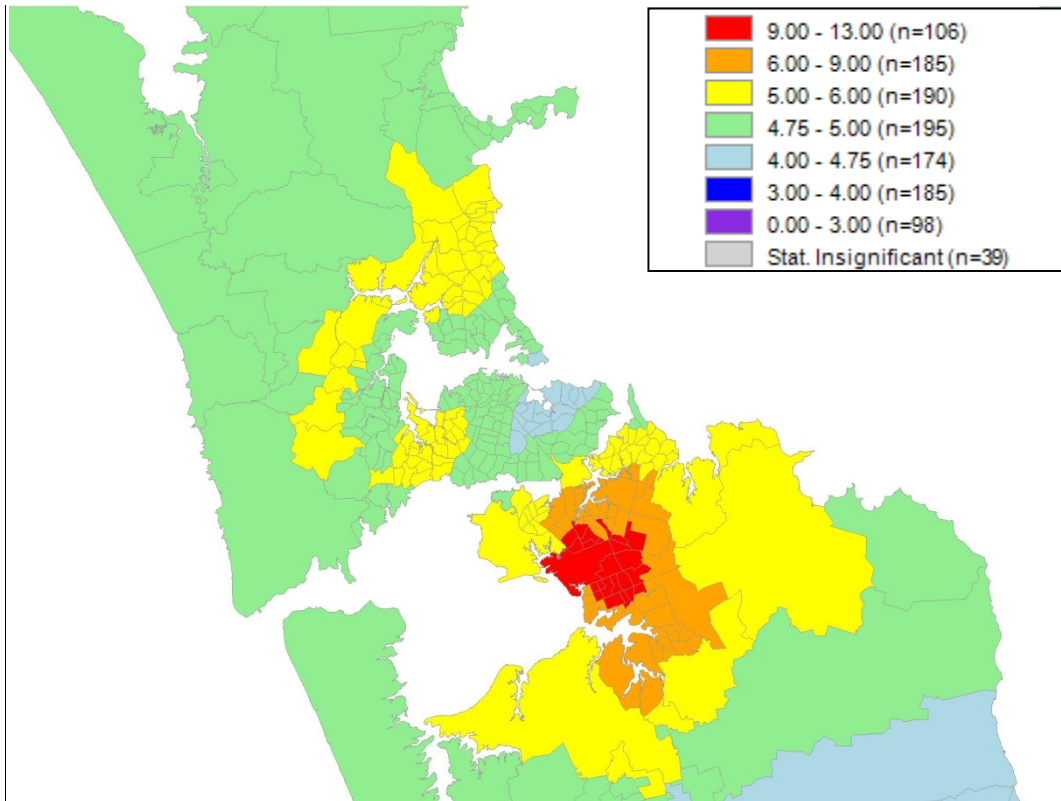 9.00 - 13.00 (n=106)
6.00 - 9.00 (n=185)
5.00 - 6.00 (n=190)
4.75 - 5.00 (n=195)
4.00 - 4.75 (n=174)
3.00 - 4.00 (n=185)
0.00 - 3.00 (n=98)
Stat. Insignificant (n=39)